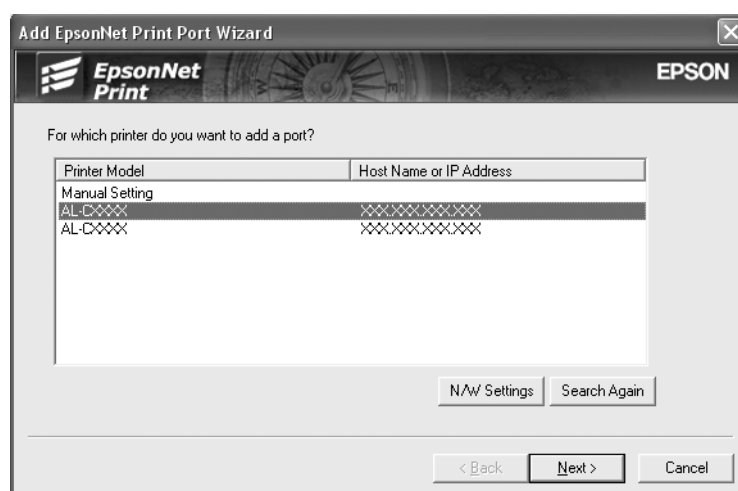 Add EpsonNet Print Port Wizard
EpsonNet
Print
EPSON
For which printer do you want to add a port?
Printer Model Host Name or IP Address
Manual Setting
AL-CXXXX XXX.XXX.XXX.XXX
AL-CXXXX XXX.XXX.XXX.XXX
N/W Settings Search Again
< Back Next > Cancel